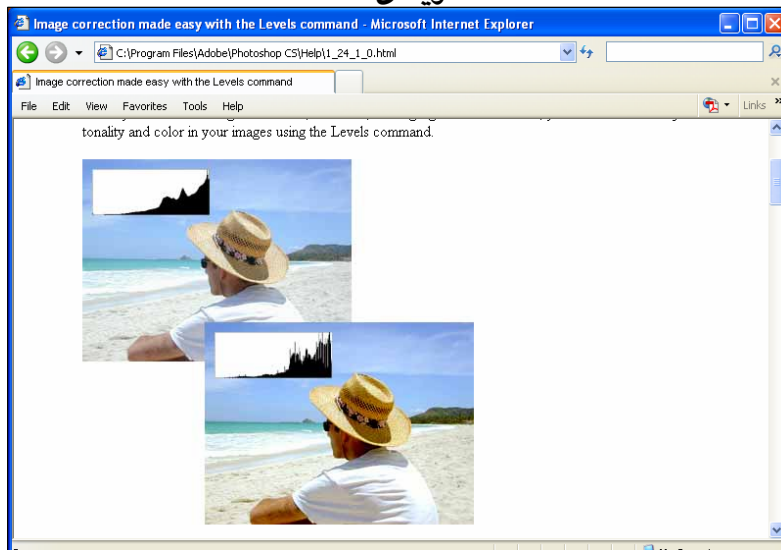 Image correction made easy with the Levels command - Microsoft Internet Explorer
C:\Program Files\Adobe\Photoshop CS\Help\1_24_1_0.html
Image correction made easy with the Levels command
File Edit View Favorites Tools Help
Links »
tonality and color in your images using the Levels command.